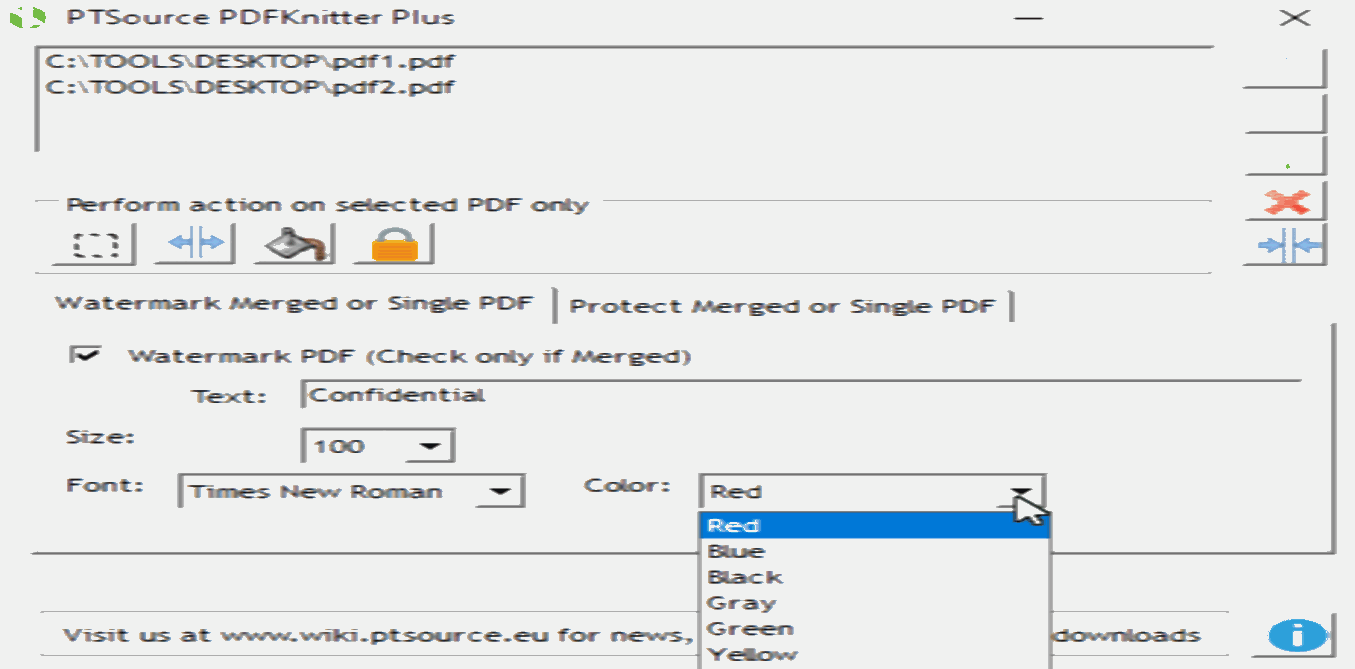 PTSource PDFKnitter Plus
C:\TOOLS\DESKTOP\pdf1.pdf
C:\TOOLS\DESKTOP\pdf2.pdf
Perform action on selected PDF only
Watermark Merged or Single PDF
Protect Merged or Single PDF
Watermark PDF (Check only if Merged)
Text: Confidential
Size: 100
Font: Times New Roman
Color: Red
Red
Blue
Black
Gray
Green
Yellow
Visit us at www.wiki.ptsource.eu for news, downloads